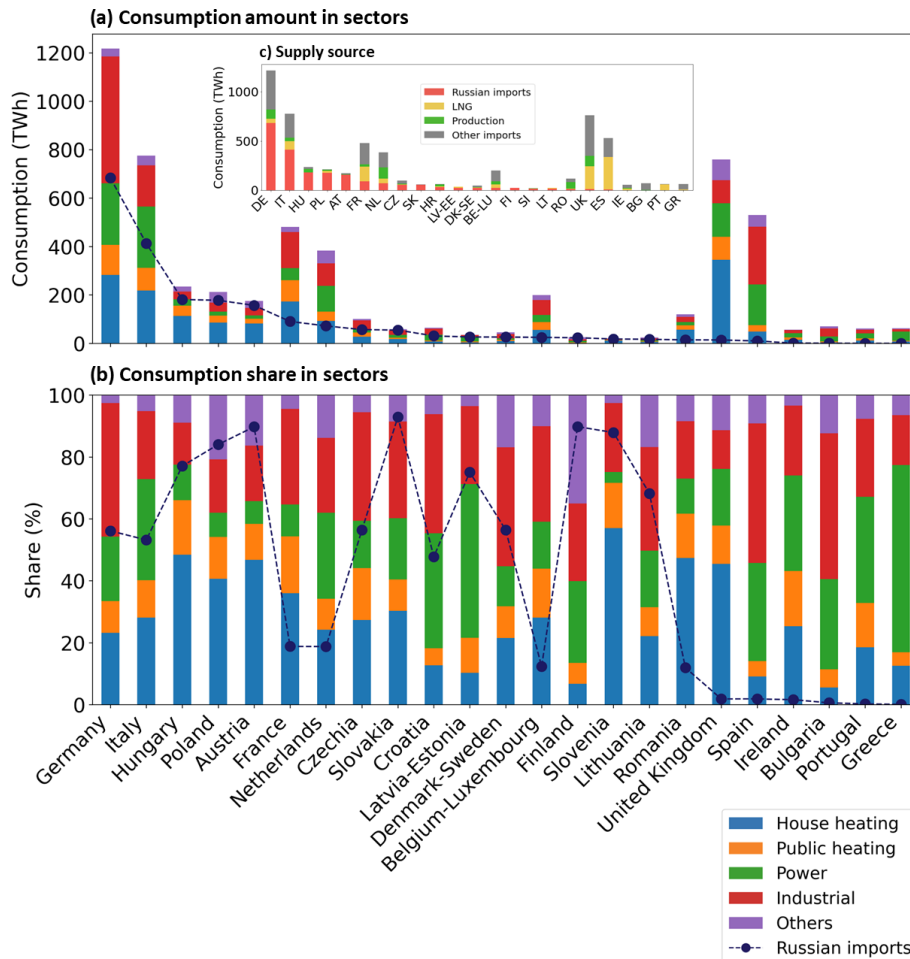 (a) Consumption amount in sectors
Consumption (TWh)
1200
1000
800
600
400
200
0
c) Supply source
Consumption (TWh)
1000
500
0
Russian imports
LNG
Production
Other imports
DE
IT
HU
PL
AT
FR
NL
CZ
SK
HR
LV-EE
DK-SE
BE-LU
FI
SI
LT
RO
UK
ES
IE
BG
PT
GR
(b) Consumption share in sectors
Share (%)
100
80
60
40
20
0
Germany
Italy
Hungary
Poland
Austria
France
Netherlands
Czechia
Slovakia
Croatia
Latvia-Estonia
Denmark-Sweden
Belgium-Luxembourg
Finland
Slovenia
Lithuania
Romania
United Kingdom
Spain
Ireland
Bulgaria
Portugal
Greece
House heating
Public heating
Power
Industrial
Others
Russian imports